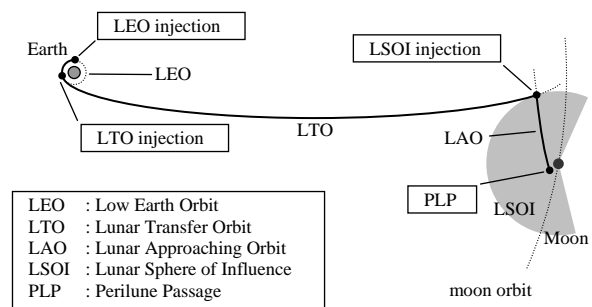 LEO injection
Earth
LEO
LTO injection
LTO
LSOI injection
LAO
PLP
LSOI
Moon
moon orbit
LEO : Low Earth Orbit
LTO : Lunar Transfer Orbit
LAO : Lunar Approaching Orbit
LSOI : Lunar Sphere of Influence
PLP : Perilune Passage